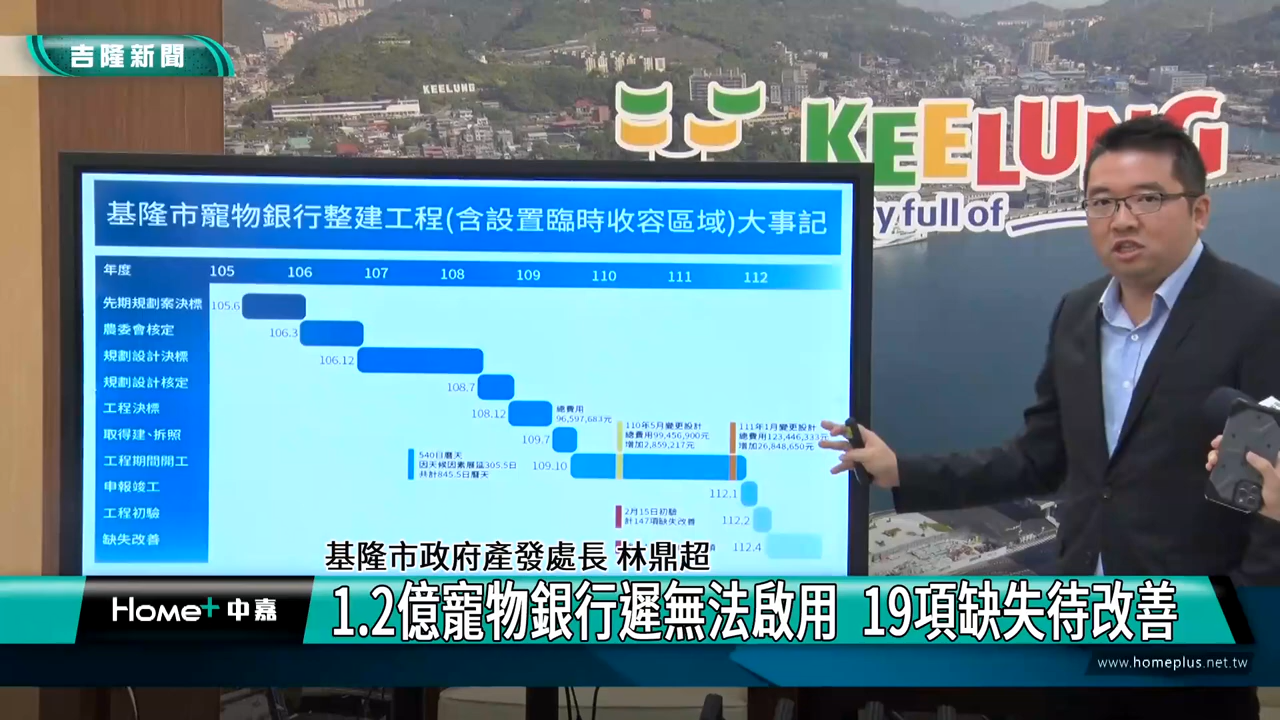 吉隆新聞
KEELUNG
KEELUNG
y full of
基隆市寵物銀行整建工程(含設置臨時收容區域)大事記
年度 105 106 107 108 109 110 111 112
先期規劃案決標 105.6
農委會核定 106.3
規劃設計決標 106.12
規劃設計核定 108.7
工程決標 108.12
總費用
96,597,683元
取得建、拆照 109.7
110年5月變更設計
總費用99,456,900元
增加2,859,217元
111年1月變更設計
總費用123,446,333元
增加26,848,650元
工程期間開工 109.10
540日曆天
因天候因素展延305.5日
共計845.5日曆天
申報竣工 112.1
工程初驗 112.2
2月15日初驗
計147項缺失改善
缺失改善 112.4
基隆市政府產發處長 林鼎超
Home+ 中嘉
1.2億寵物銀行遲無法啟用 19項缺失待改善
www.homeplus.net.tw